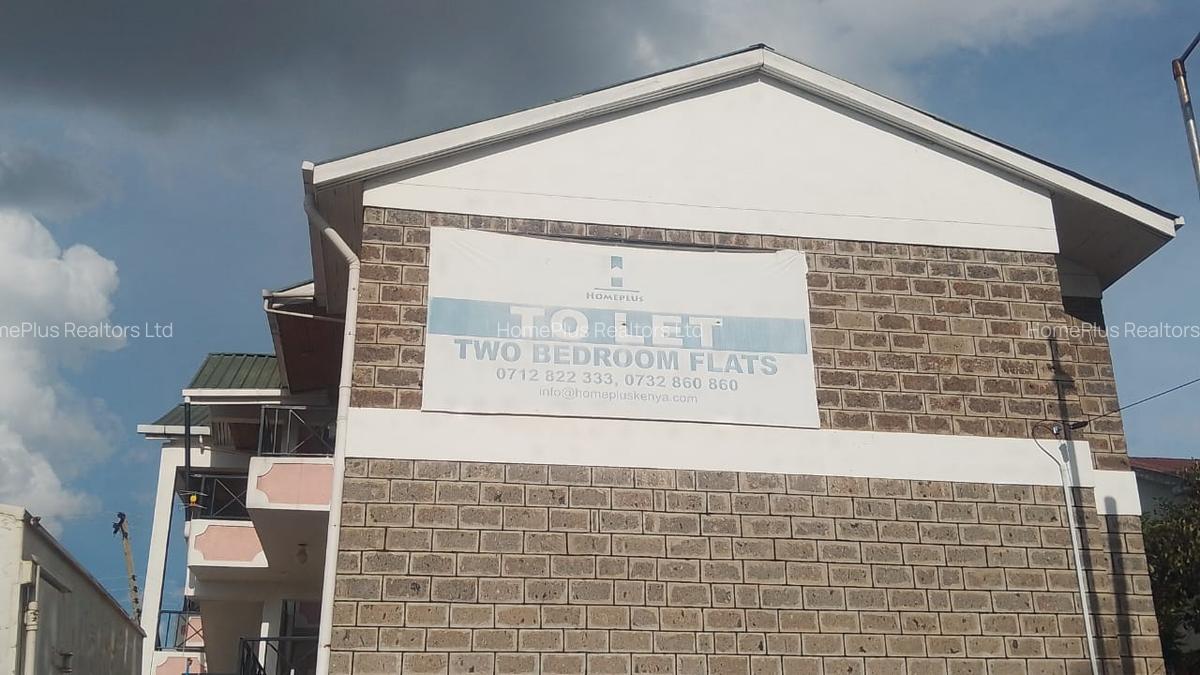 HOMEPLUS
TO LET
TWO BEDROOM FLATS
0712 822 333, 0732 860 860
info@homepluskenya.com
mePlus Realtors Ltd
HomePlus Realtors Ltd
HomePlus Realtors